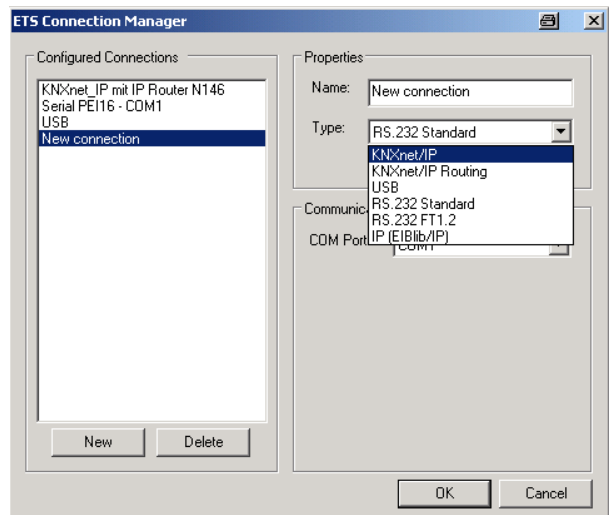 ETS Connection Manager
Configured Connections
KNXnet_IP mit IP Router N146
Serial PEI16 - COM1
USB
New connection
New
Delete
Properties
Name:
New connection
Type:
RS.232 Standard
KNXnet/IP
KNXnet/IP Routing
USB
RS.232 Standard
RS.232 FT1.2
IP (EIBlib/IP)
Communic
COM Port
COM1
OK
Cancel